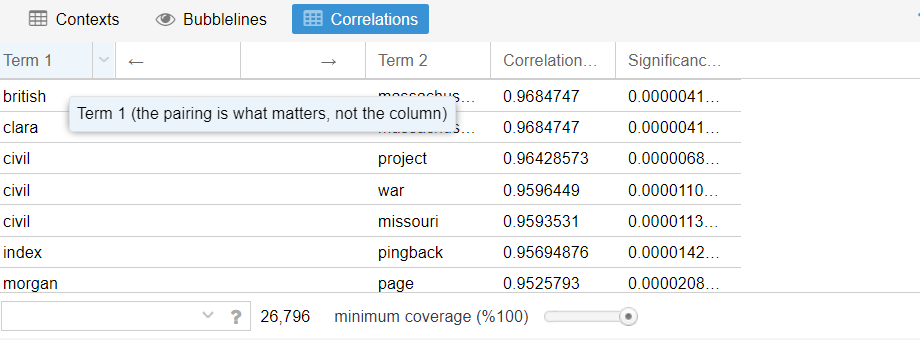 Contexts Bubblelines Correlations
Term 1 ← → Term 2 Correlation... Significanc...
british 0.9684747 0.0000041...
Term 1 (the pairing is what matters, not the column)
clara 0.9684747 0.0000041...
civil project 0.96428573 0.0000068...
civil war 0.9596449 0.0000110...
civil missouri 0.9593531 0.0000113...
index pingback 0.95694876 0.0000142...
morgan page 0.9525793 0.0000208...
? 26,796 minimum coverage (%100)